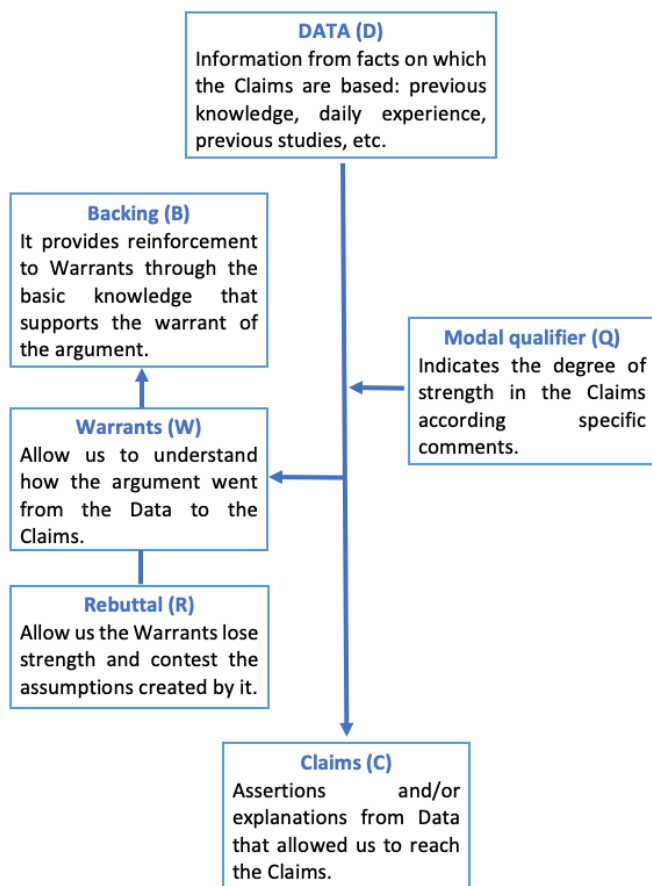 DATA (D)
Information from facts on which
the Claims are based: previous
knowledge, daily experience,
previous studies, etc.
Backing (B)
It provides reinforcement
to Warrants through the
basic knowledge that
supports the warrant of
the argument.
Modal qualifier (Q)
Indicates the degree of
strength in the Claims
according specific
comments.
Warrants (W)
Allow us to understand
how the argument went
from the Data to the
Claims.
Rebuttal (R)
Allow us the Warrants lose
strength and contest the
assumptions created by it.
Claims (C)
Assertions and/or
explanations from Data
that allowed us to reach
the Claims.